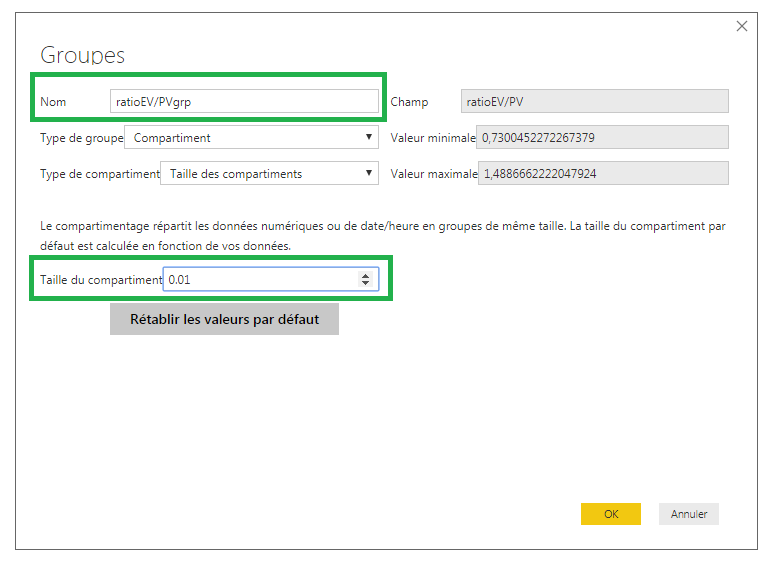 Groupes
Nom ratioEV/PVgrp Champ ratioEV/PV
Type de groupe Compartiment Valeur minimale 0,7300452272267379
Type de compartiment Taille des compartiments Valeur maximale 1,4886662222047924
Le compartimentage répartit les données numériques ou de date/heure en groupes de même taille. La taille du compartiment par
défaut est calculée en fonction de vos données.
Taille du compartiment 0.01
Rétablir les valeurs par défaut
OK Annuler